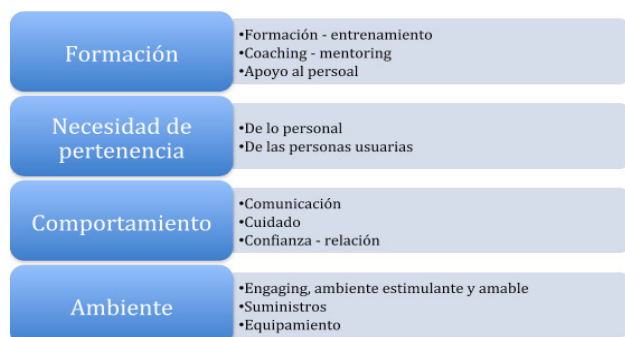 Formación
•Formación - entrenamiento
•Coaching - mentoring
•Apoyo al persoal
Necesidad de
pertenencia
•De lo personal
•De las personas usuarias
Comportamiento
•Comunicación
•Cuidado
•Confianza - relación
Ambiente
•Engaging, ambiente estimulante y amable
•Suministros
•Equipamiento